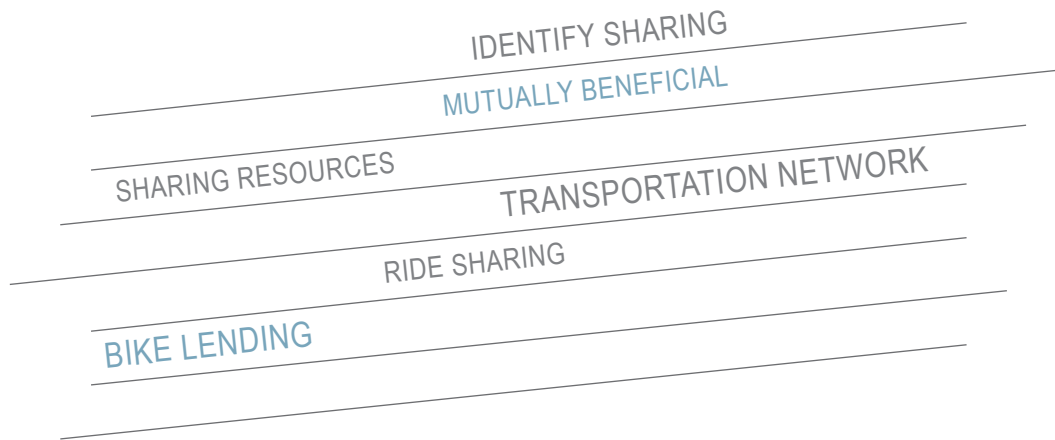 IDENTIFY SHARING
MUTUALLY BENEFICIAL
SHARING RESOURCES
TRANSPORTATION NETWORK
RIDE SHARING
BIKE LENDING